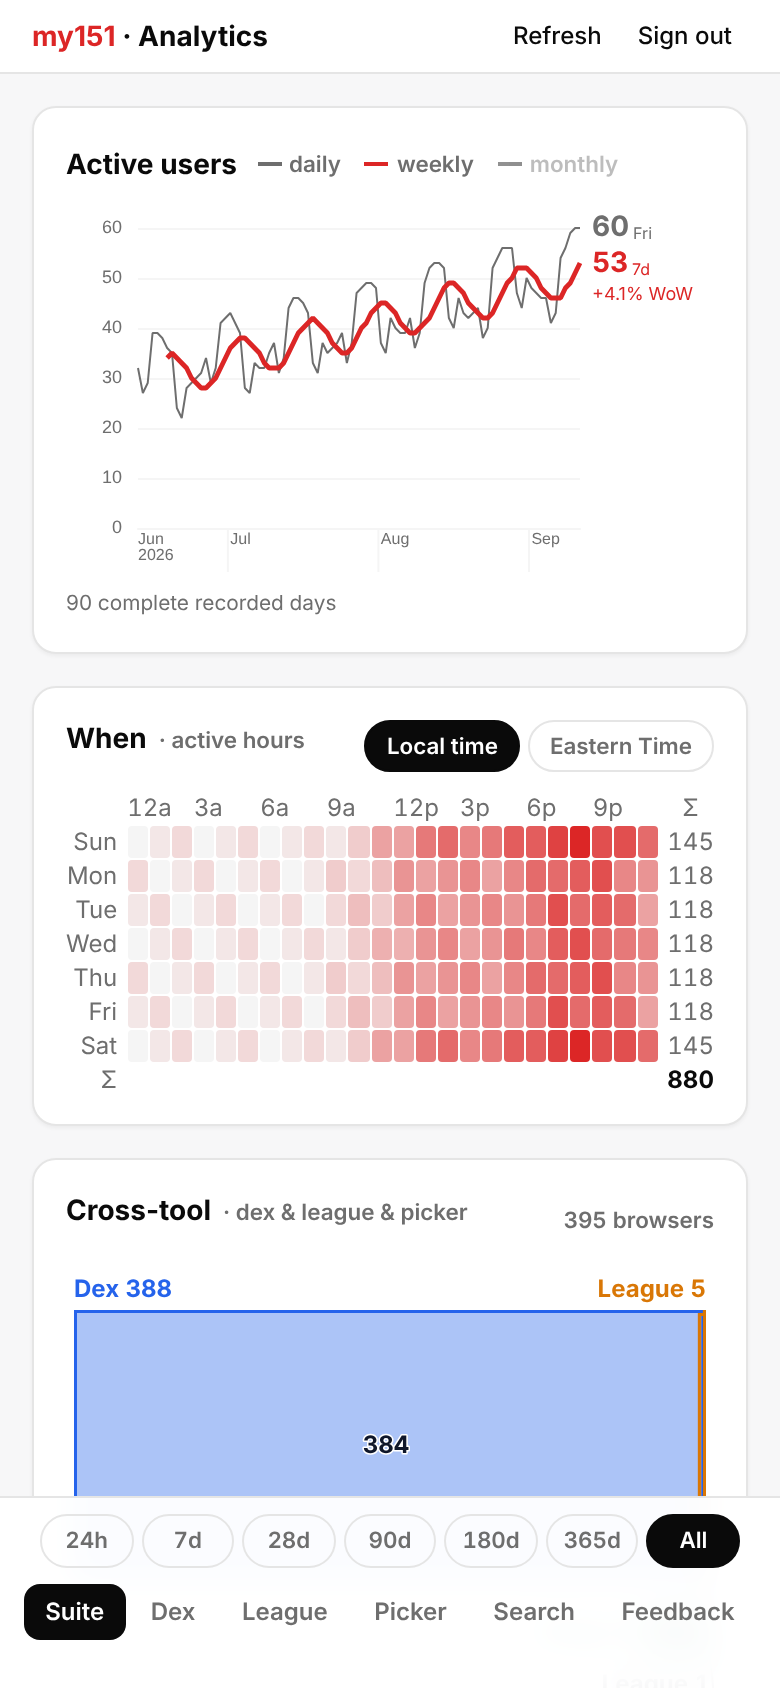 my151 · Analytics Refresh Sign out
Active users daily weekly monthly
60
50
40
30
20
10
0
60 Fri
53 7d
+4.1% WoW
Jun Jul Aug Sep
2026
90 complete recorded days
When · active hours Local time Eastern Time
12a 3a 6a 9a 12p 3p 6p 9p Σ
Sun 145
Mon 118
Tue 118
Wed 118
Thu 118
Fri 118
Sat 145
Σ 880
Cross-tool · dex & league & picker 395 browsers
Dex 388 League 5
384
24h 7d 28d 90d 180d 365d All
Suite Dex League Picker Search Feedback